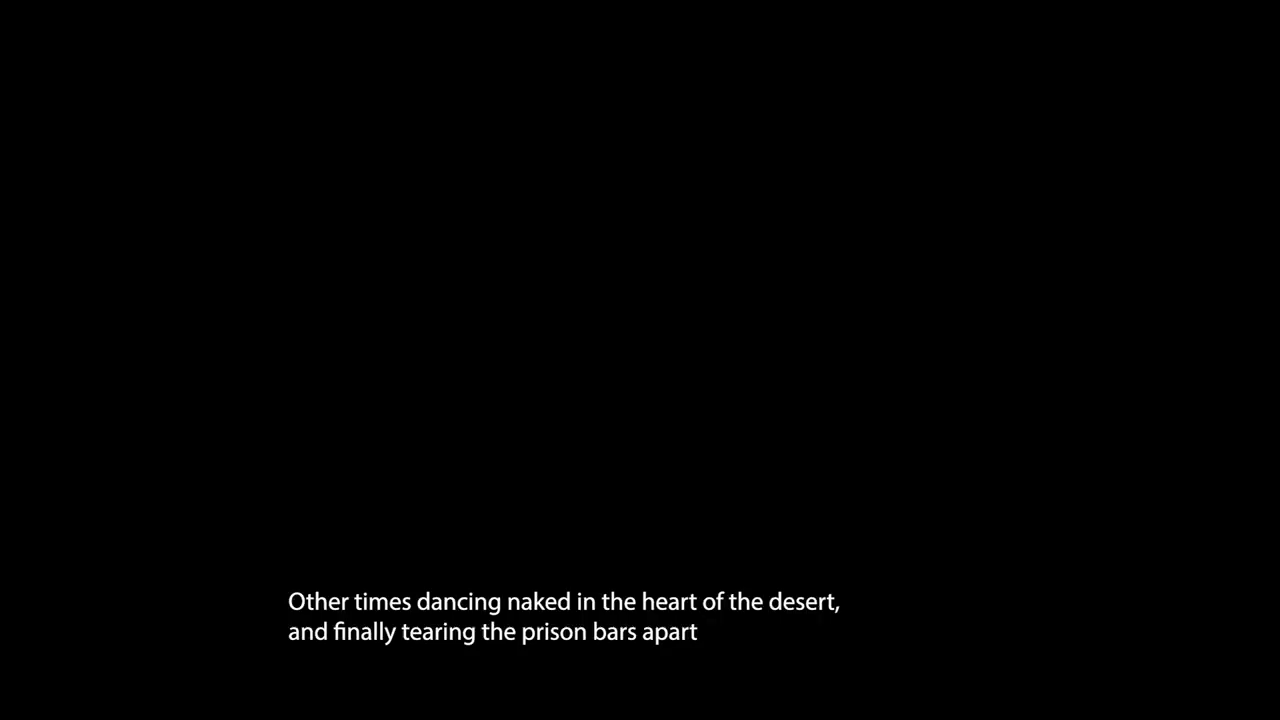 Other times dancing naked in the heart of the desert,
and finally tearing the prison bars apart